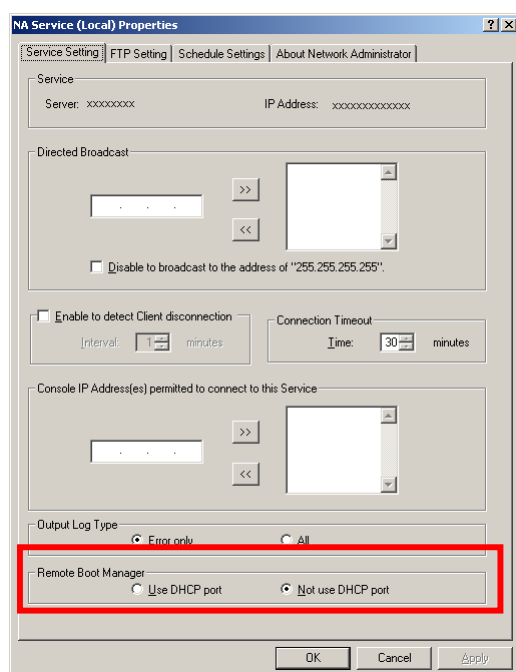 NA Service (Local) Properties
Service Setting FTP Setting Schedule Settings About Network Administrator
Service
Server: xxxxxxxx IP Address: xxxxxxxxxxxxx
Directed Broadcast
>>
<<
Disable to broadcast to the address of "255.255.255.255".
Enable to detect Client disconnection
Interval: 1 minutes
Connection Timeout
Time: 30 minutes
Console IP Address(es) permitted to connect to this Service
>>
<<
Output Log Type
Error only All
Remote Boot Manager
Use DHCP port Not use DHCP port
OK Cancel Apply